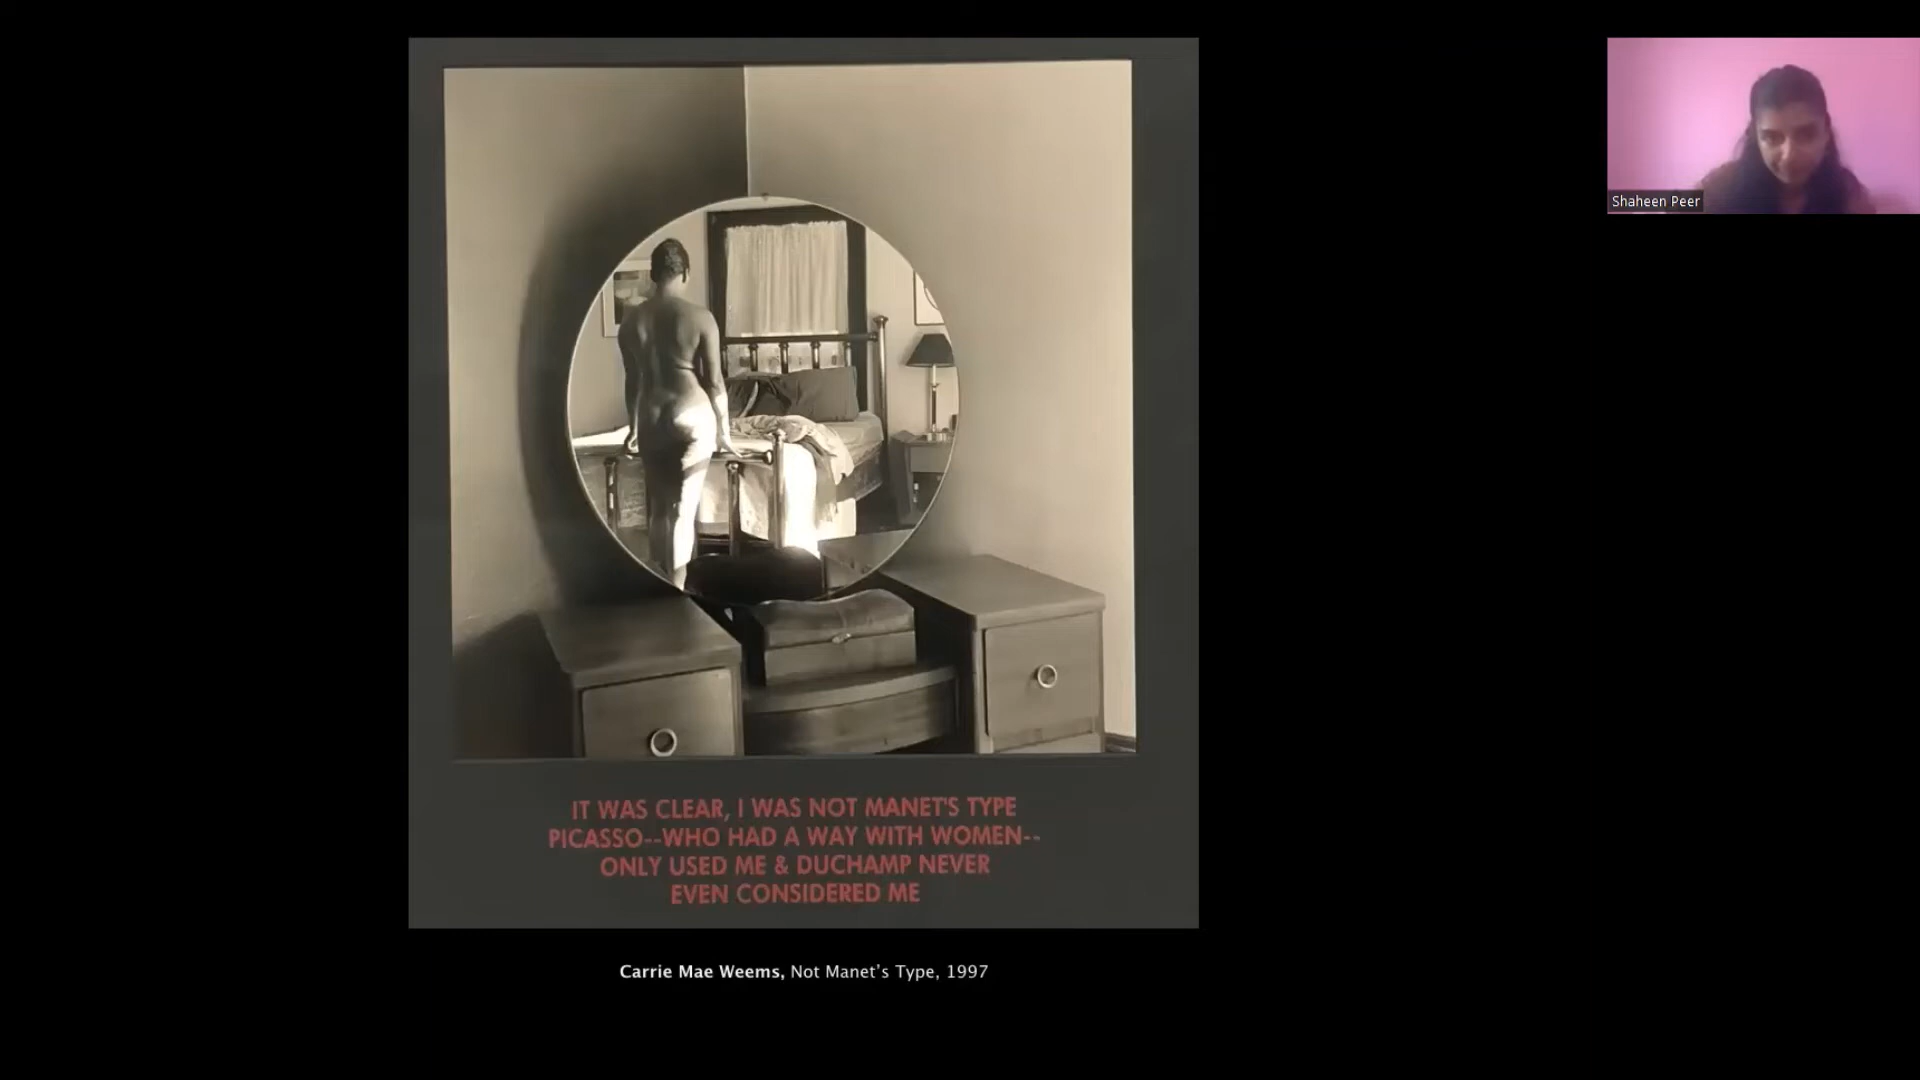 Shaheen Peer
IT WAS CLEAR, I WAS NOT MANET'S TYPE
PICASSO--WHO HAD A WAY WITH WOMEN--
ONLY USED ME & DUCHAMP NEVER
EVEN CONSIDERED ME
Carrie Mae Weems, Not Manet’s Type, 1997